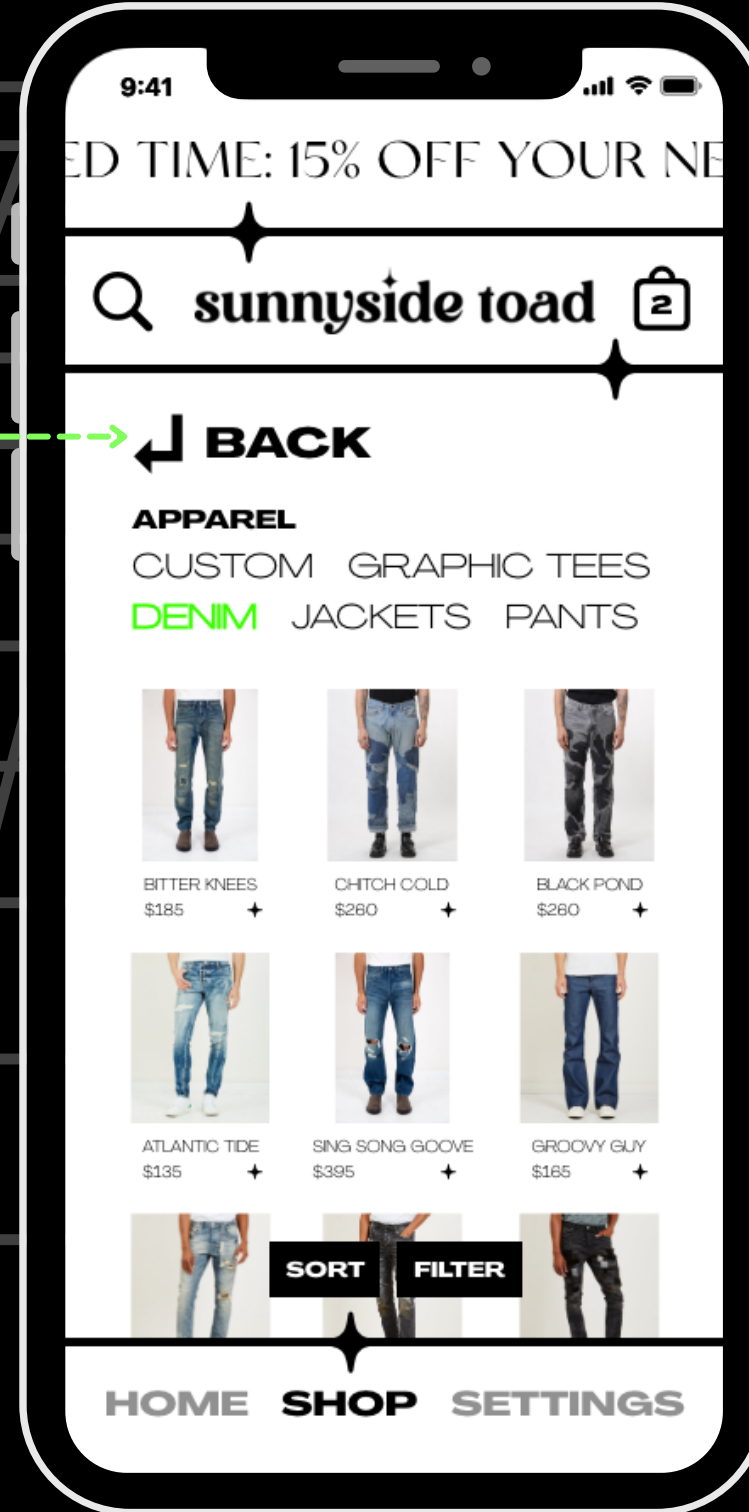 9:41
ED TIME: 15% OFF YOUR NE
sunnyside toad
2
BACK
APPAREL
CUSTOM GRAPHIC TEES
DENIM JACKETS PANTS
BITTER KNEES CHITCH COLD BLACK POND
$185 $260 $260
ATLANTIC TIDE SING SONG GOOVE GROOVY GUY
$135 $395 $165
SORT FILTER
HOME SHOP SETTINGS